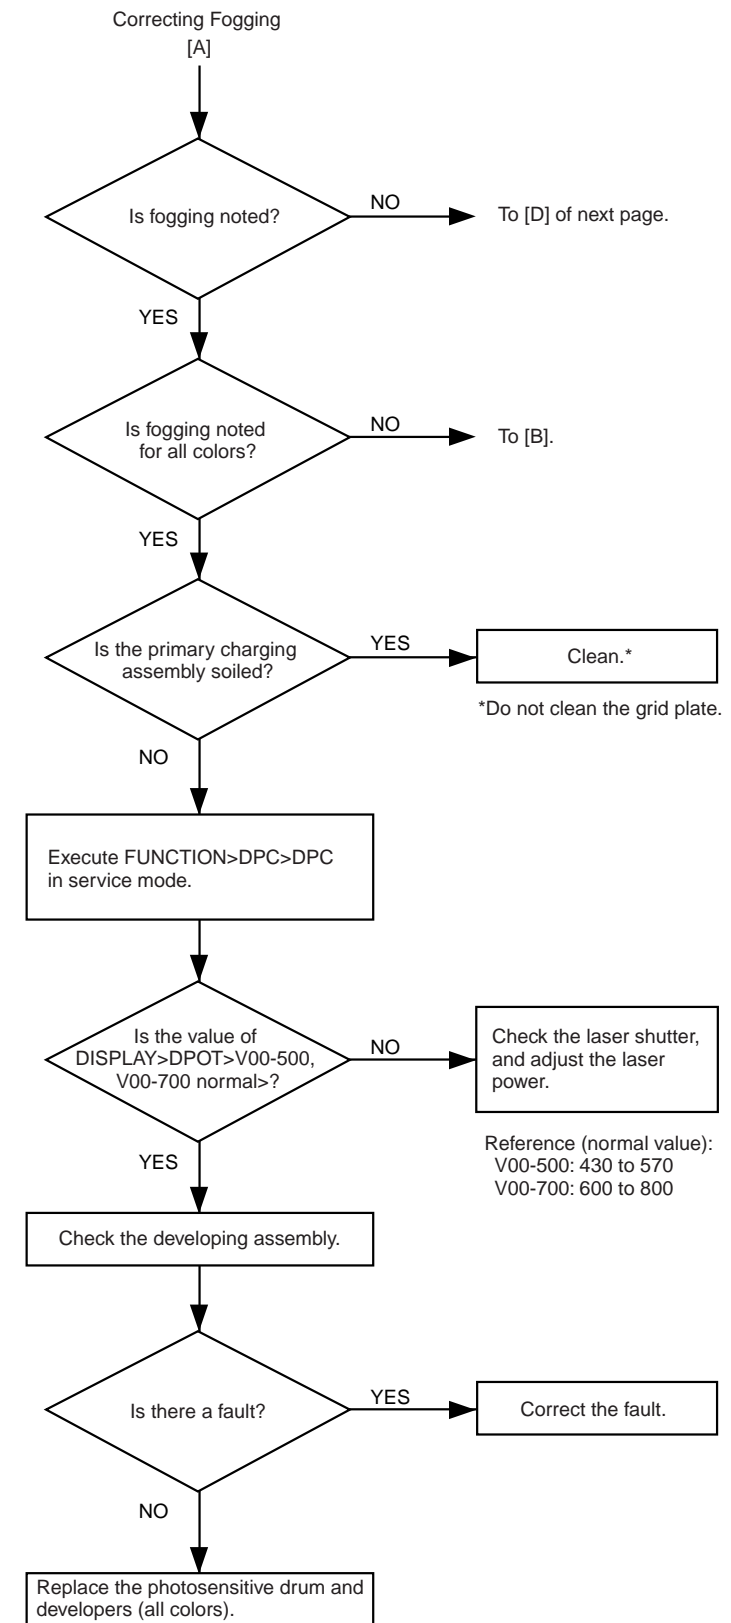 Correcting Fogging
[A]
Is fogging noted?
NO
To [D] of next page.
YES
Is fogging noted
for all colors?
NO
To [B].
YES
Is the primary charging
assembly soiled?
YES
Clean.*
*Do not clean the grid plate.
NO
Execute FUNCTION>DPC>DPC
in service mode.
Is the value of
DISPLAY>DPOT>V00-500,
V00-700 normal>?
NO
Check the laser shutter,
and adjust the laser
power.
Reference (normal value):
V00-500: 430 to 570
V00-700: 600 to 800
YES
Check the developing assembly.
Is there a fault?
YES
Correct the fault.
NO
Replace the photosensitive drum and
developers (all colors).